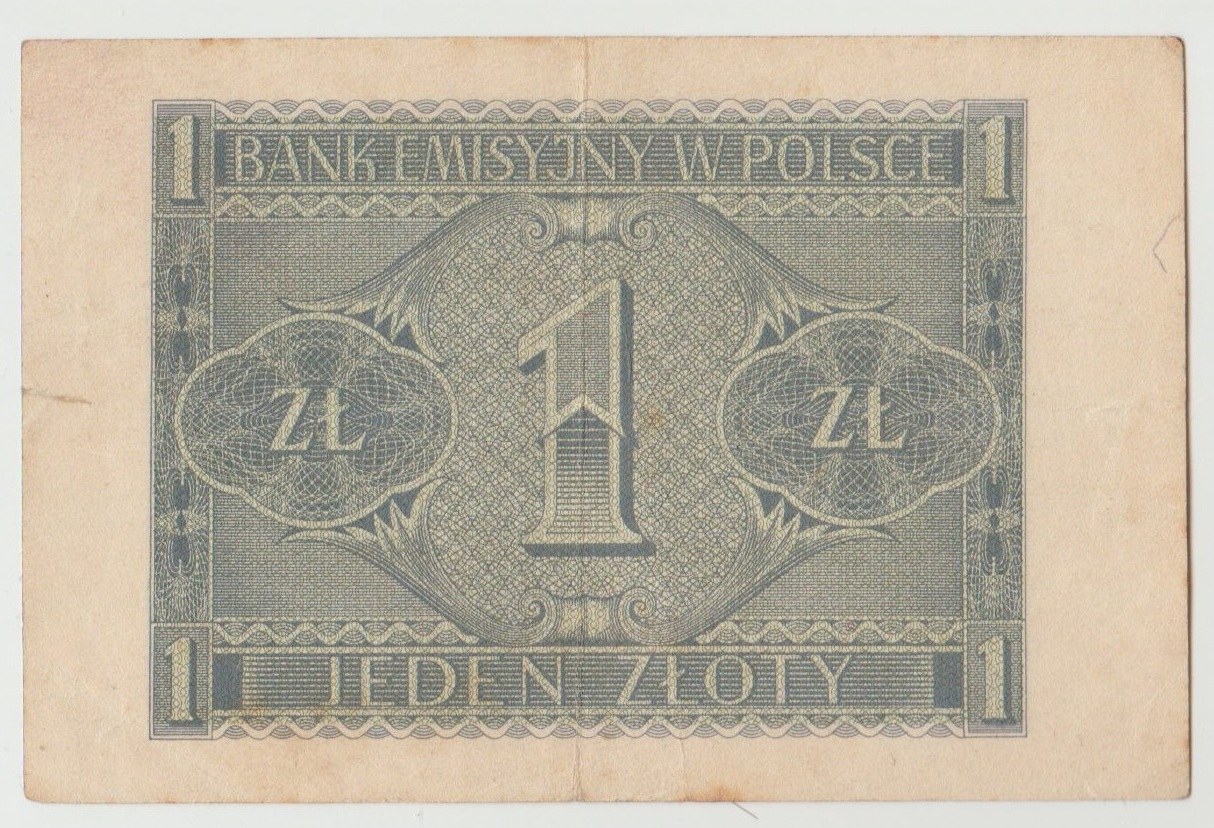 1 BANK EMISYJNY W POLSCE 1
1
ZŁ ZŁ
1 JEDEN ZŁOTY 1